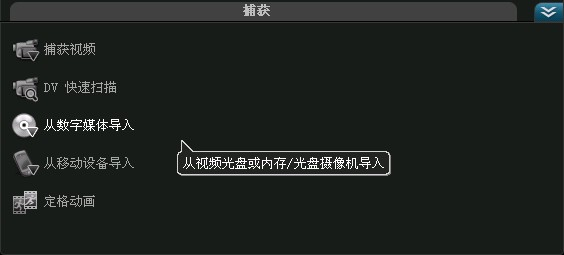 捕获
捕获视频
DV 快速扫描
从数字媒体导入
从移动设备导入
从视频光盘或内存/光盘摄像机导入
定格动画